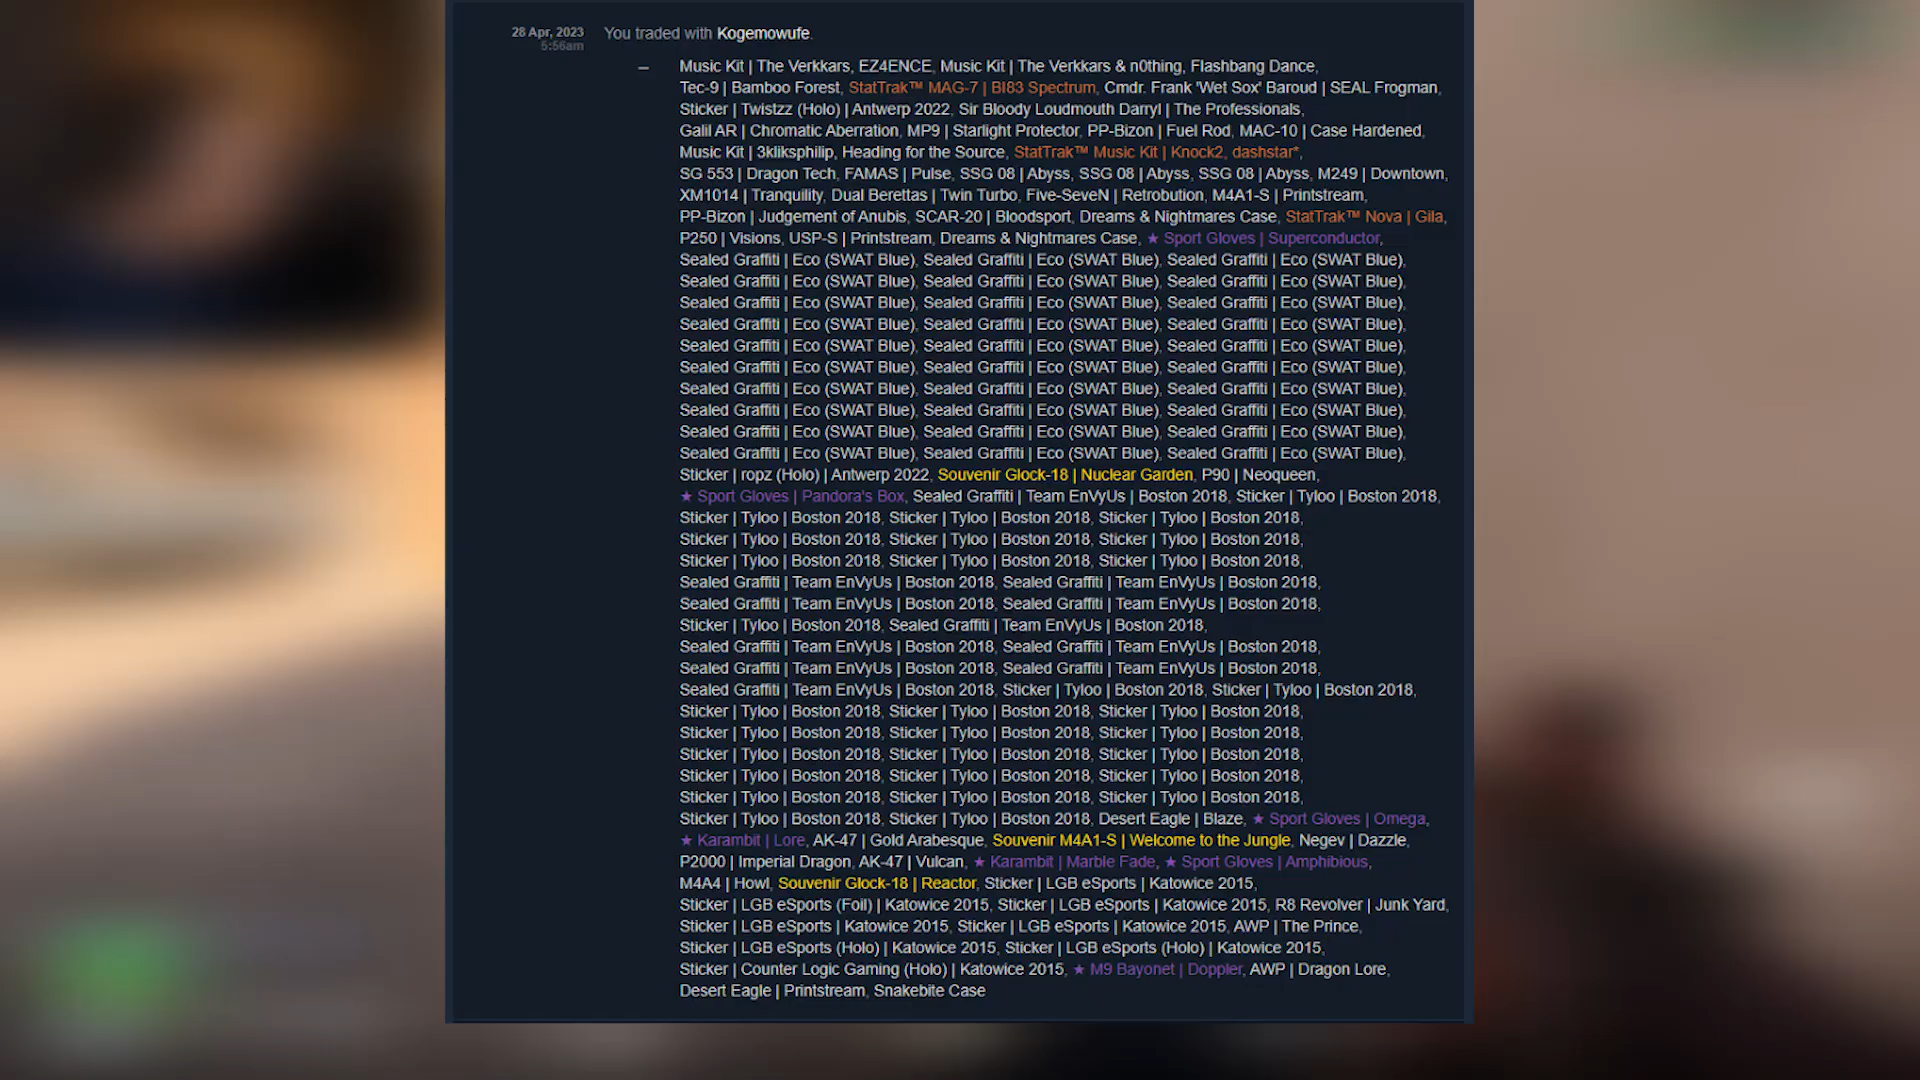 28 Apr, 2023 You traded with Kogemowufe.
5:56am
– Music Kit | The Verkkars, EZ4ENCE, Music Kit | The Verkkars & n0thing, Flashbang Dance,
Tec-9 | Bamboo Forest, StatTrak™ MAG-7 | BI83 Spectrum, Cmdr. Frank 'Wet Sox' Baroud | SEAL Frogman,
Sticker | Twistzz (Holo) | Antwerp 2022, Sir Bloody Loudmouth Darryl | The Professionals,
Galil AR | Chromatic Aberration, MP9 | Starlight Protector, PP-Bizon | Fuel Rod, MAC-10 | Case Hardened,
Music Kit | 3kliksphilip, Heading for the Source, StatTrak™ Music Kit | Knock2, dashstar*,
SG 553 | Dragon Tech, FAMAS | Pulse, SSG 08 | Abyss, SSG 08 | Abyss, SSG 08 | Abyss, M249 | Downtown,
XM1014 | Tranquility, Dual Berettas | Twin Turbo, Five-SeveN | Retrobution, M4A1-S | Printstream,
PP-Bizon | Judgement of Anubis, SCAR-20 | Bloodsport, Dreams & Nightmares Case, StatTrak™ Nova | Gila,
P250 | Visions, USP-S | Printstream, Dreams & Nightmares Case, ★ Sport Gloves | Superconductor,
Sealed Graffiti | Eco (SWAT Blue), Sealed Graffiti | Eco (SWAT Blue), Sealed Graffiti | Eco (SWAT Blue),
Sealed Graffiti | Eco (SWAT Blue), Sealed Graffiti | Eco (SWAT Blue), Sealed Graffiti | Eco (SWAT Blue),
Sealed Graffiti | Eco (SWAT Blue), Sealed Graffiti | Eco (SWAT Blue), Sealed Graffiti | Eco (SWAT Blue),
Sealed Graffiti | Eco (SWAT Blue), Sealed Graffiti | Eco (SWAT Blue), Sealed Graffiti | Eco (SWAT Blue),
Sealed Graffiti | Eco (SWAT Blue), Sealed Graffiti | Eco (SWAT Blue), Sealed Graffiti | Eco (SWAT Blue),
Sealed Graffiti | Eco (SWAT Blue), Sealed Graffiti | Eco (SWAT Blue), Sealed Graffiti | Eco (SWAT Blue),
Sealed Graffiti | Eco (SWAT Blue), Sealed Graffiti | Eco (SWAT Blue), Sealed Graffiti | Eco (SWAT Blue),
Sealed Graffiti | Eco (SWAT Blue), Sealed Graffiti | Eco (SWAT Blue), Sealed Graffiti | Eco (SWAT Blue),
Sealed Graffiti | Eco (SWAT Blue), Sealed Graffiti | Eco (SWAT Blue), Sealed Graffiti | Eco (SWAT Blue),
Sealed Graffiti | Eco (SWAT Blue), Sealed Graffiti | Eco (SWAT Blue), Sealed Graffiti | Eco (SWAT Blue),
Sticker | ropz (Holo) | Antwerp 2022, Souvenir Glock-18 | Nuclear Garden, P90 | Neoqueen,
★ Sport Gloves | Pandora's Box, Sealed Graffiti | Team EnVyUs | Boston 2018, Sticker | Tyloo | Boston 2018,
Sticker | Tyloo | Boston 2018, Sticker | Tyloo | Boston 2018, Sticker | Tyloo | Boston 2018,
Sticker | Tyloo | Boston 2018, Sticker | Tyloo | Boston 2018, Sticker | Tyloo | Boston 2018,
Sticker | Tyloo | Boston 2018, Sticker | Tyloo | Boston 2018, Sticker | Tyloo | Boston 2018,
Sealed Graffiti | Team EnVyUs | Boston 2018, Sealed Graffiti | Team EnVyUs | Boston 2018,
Sealed Graffiti | Team EnVyUs | Boston 2018, Sealed Graffiti | Team EnVyUs | Boston 2018,
Sticker | Tyloo | Boston 2018, Sealed Graffiti | Team EnVyUs | Boston 2018,
Sealed Graffiti | Team EnVyUs | Boston 2018, Sealed Graffiti | Team EnVyUs | Boston 2018,
Sealed Graffiti | Team EnVyUs | Boston 2018, Sealed Graffiti | Team EnVyUs | Boston 2018,
Sealed Graffiti | Team EnVyUs | Boston 2018, Sticker | Tyloo | Boston 2018, Sticker | Tyloo | Boston 2018,
Sticker | Tyloo | Boston 2018, Sticker | Tyloo | Boston 2018, Sticker | Tyloo | Boston 2018,
Sticker | Tyloo | Boston 2018, Sticker | Tyloo | Boston 2018, Sticker | Tyloo | Boston 2018,
Sticker | Tyloo | Boston 2018, Sticker | Tyloo | Boston 2018, Sticker | Tyloo | Boston 2018,
Sticker | Tyloo | Boston 2018, Sticker | Tyloo | Boston 2018, Sticker | Tyloo | Boston 2018,
Sticker | Tyloo | Boston 2018, Sticker | Tyloo | Boston 2018, Sticker | Tyloo | Boston 2018,
Sticker | Tyloo | Boston 2018, Sticker | Tyloo | Boston 2018, Desert Eagle | Blaze, ★ Sport Gloves | Omega,
★ Karambit | Lore, AK-47 | Gold Arabesque, Souvenir M4A1-S | Welcome to the Jungle, Negev | Dazzle,
P2000 | Imperial Dragon, AK-47 | Vulcan, ★ Karambit | Marble Fade, ★ Sport Gloves | Amphibious,
M4A4 | Howl, Souvenir Glock-18 | Reactor, Sticker | LGB eSports | Katowice 2015,
Sticker | LGB eSports (Foil) | Katowice 2015, Sticker | LGB eSports | Katowice 2015, R8 Revolver | Junk Yard,
Sticker | LGB eSports | Katowice 2015, Sticker | LGB eSports | Katowice 2015, AWP | The Prince,
Sticker | LGB eSports (Holo) | Katowice 2015, Sticker | LGB eSports (Holo) | Katowice 2015,
Sticker | Counter Logic Gaming (Holo) | Katowice 2015, ★ M9 Bayonet | Doppler, AWP | Dragon Lore,
Desert Eagle | Printstream, Snakebite Case